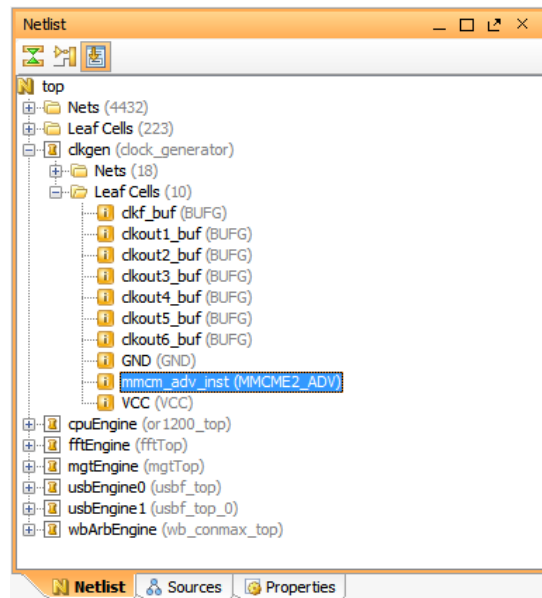 Netlist
top
Nets (4432)
Leaf Cells (223)
clkgen (clock_generator)
Nets (18)
Leaf Cells (10)
clkf_buf (BUFG)
clkout1_buf (BUFG)
clkout2_buf (BUFG)
clkout3_buf (BUFG)
clkout4_buf (BUFG)
clkout5_buf (BUFG)
clkout6_buf (BUFG)
GND (GND)
mmcm_adv_inst (MMCME2_ADV)
VCC (VCC)
cpuEngine (or1200_top)
fftEngine (fftTop)
mgtEngine (mgtTop)
usbEngine0 (usbf_top)
usbEngine1 (usbf_top_0)
wbArbEngine (wb_conmax_top)
Netlist Sources Properties